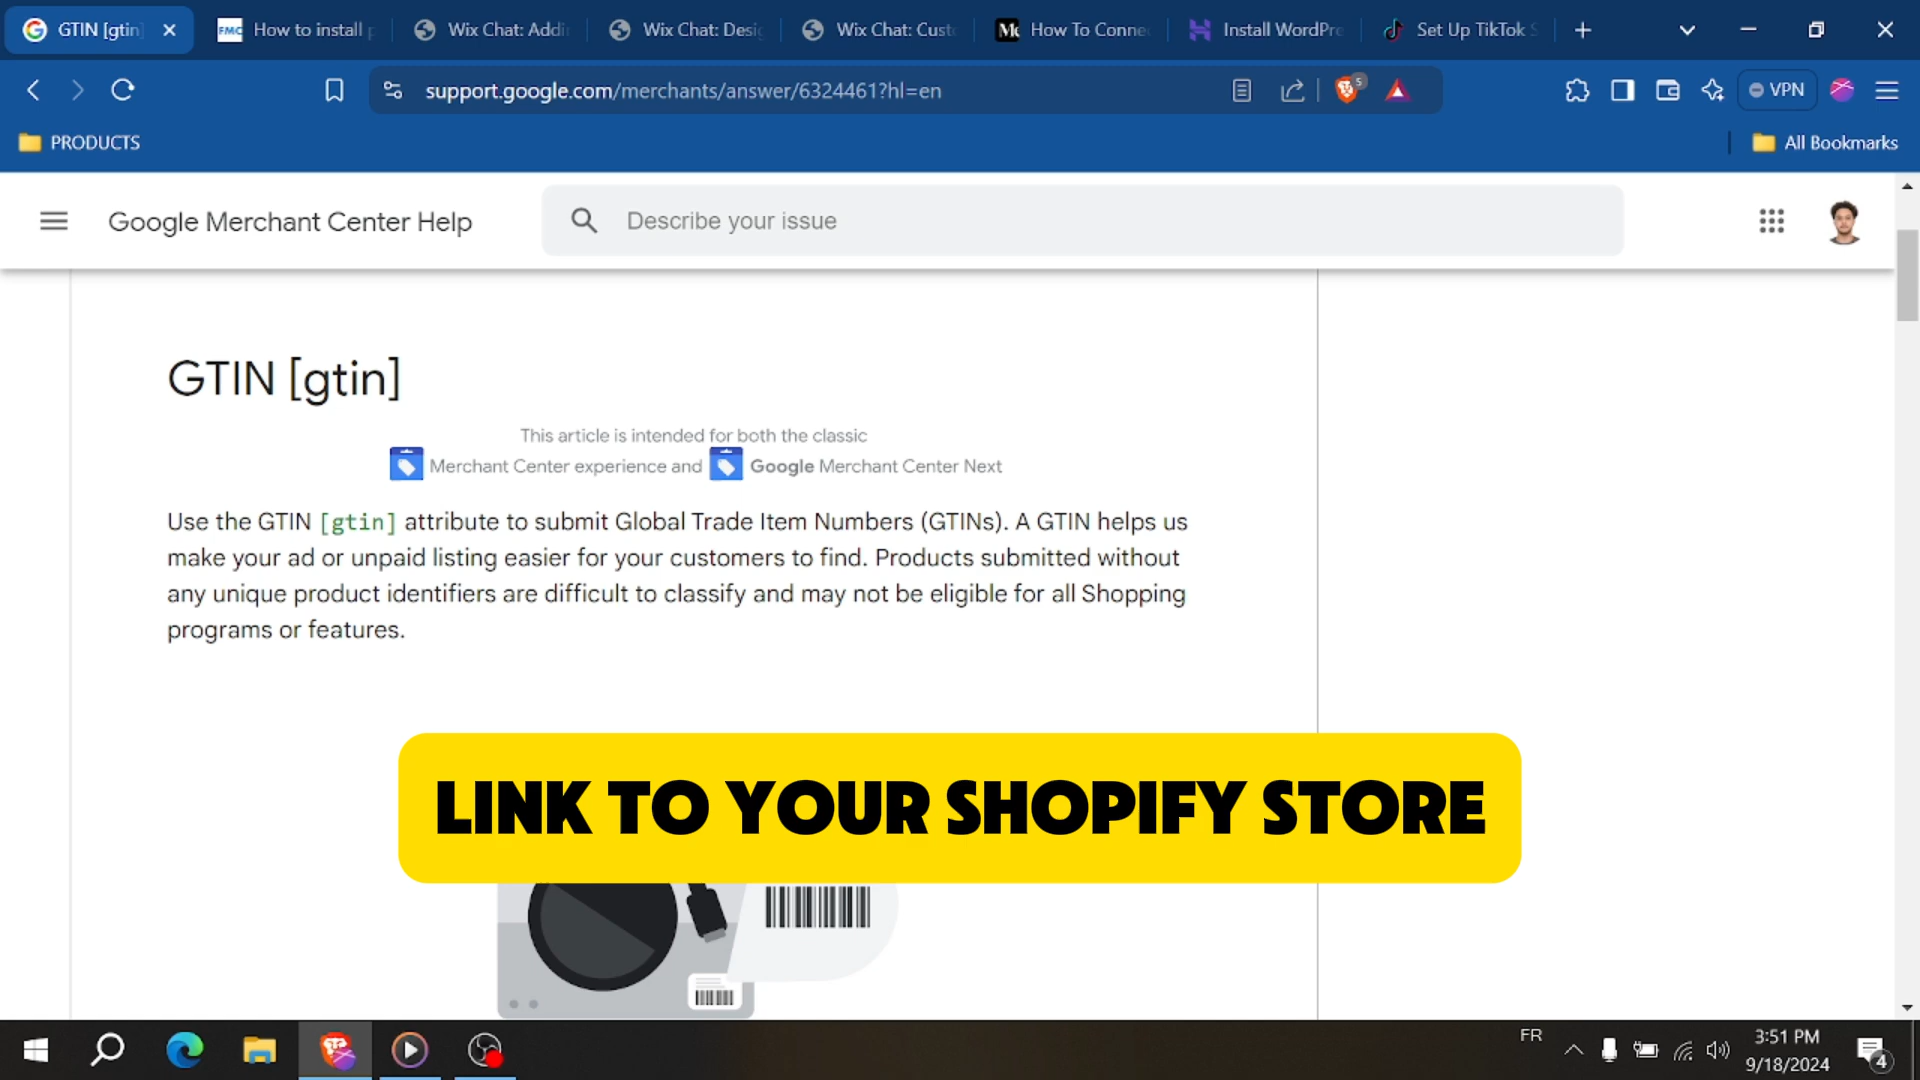 GTIN [gtin]
FMC How to install p
Wix Chat: Addi
Wix Chat: Desi
Wix Chat: Cust
How To Connec
Install WordPre
Set Up TikTok S
support.google.com/merchants/answer/6324461?hl=en
5
VPN
PRODUCTS
All Bookmarks
Google Merchant Center Help
Describe your issue
GTIN [gtin]
This article is intended for both the classic
Merchant Center experience and Google Merchant Center Next
Use the GTIN [gtin] attribute to submit Global Trade Item Numbers (GTINs). A GTIN helps us
make your ad or unpaid listing easier for your customers to find. Products submitted without
any unique product identifiers are difficult to classify and may not be eligible for all Shopping
programs or features.
LINK TO YOUR SHOPIFY STORE
FR
3:51 PM
9/18/2024
4